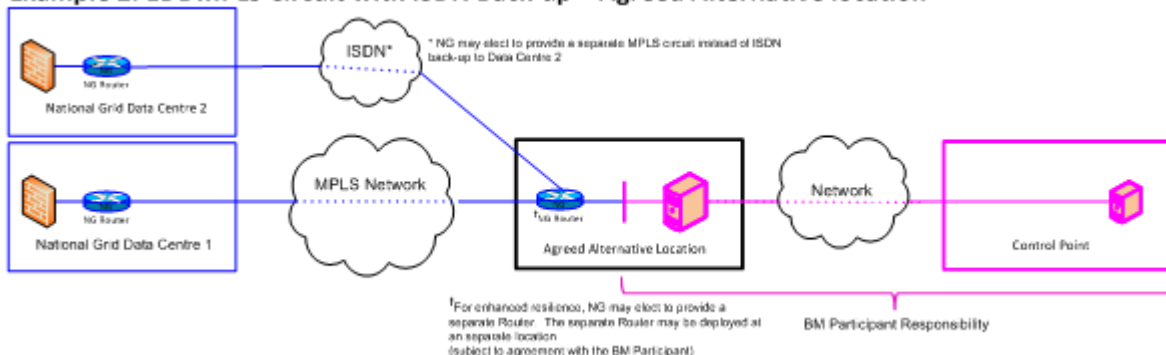 ISDN*
* NG may elect to provide a separate MPLS circuit instead of ISDN
back-up to Data Centre 2
NG Router
National Grid Data Centre 2
MPLS Network
NG Router
National Grid Data Centre 1
†NG Router
Agreed Alternative Location
Network
Control Point
†For enhanced resilience, NG may elect to provide a
separate Router. The separate Router may be deployed at
an separate location
(subject to agreement with the BM Participant)
BM Participant Responsibility